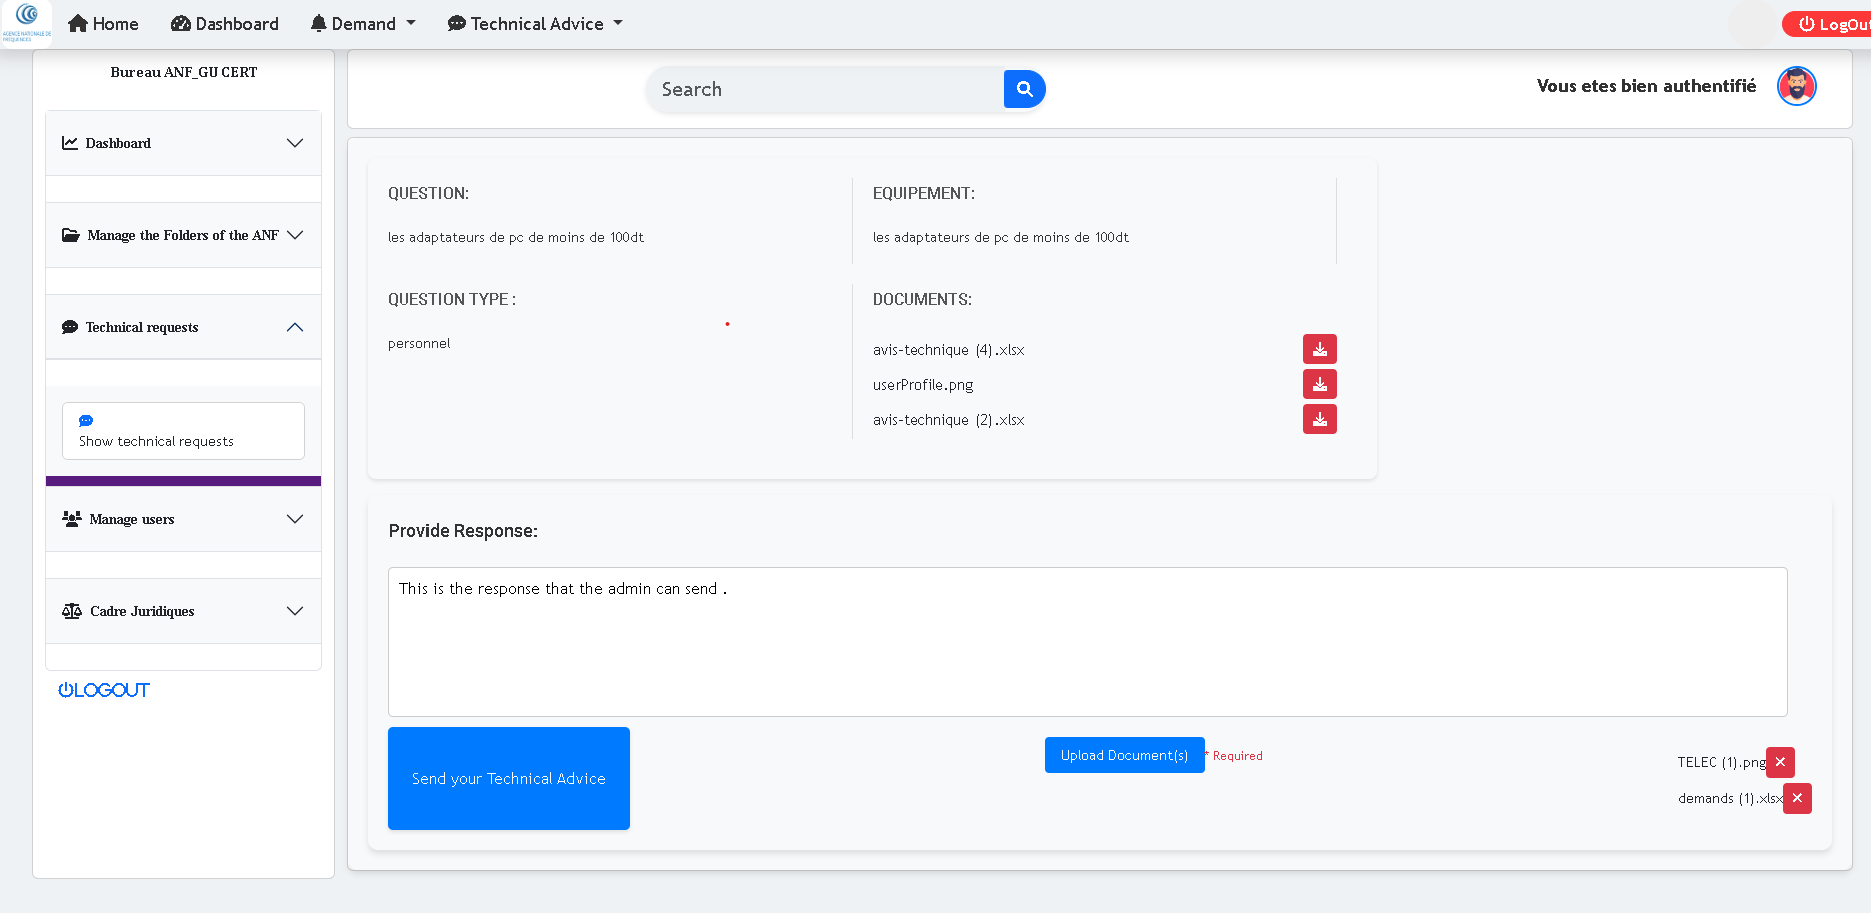 AGENCE NATIONALE DES FREQUENCES
Home
Dashboard
Demand
Technical Advice
LogOut
Bureau ANF_GU CERT
Search
Vous etes bien authentifié
Dashboard
Manage the Folders of the ANF
Technical requests
Show technical requests
Manage users
Cadre Juridiques
LOGOUT
QUESTION:
les adaptateurs de pc de moins de 100dt
EQUIPEMENT:
les adaptateurs de pc de moins de 100dt
QUESTION TYPE :
personnel
DOCUMENTS:
avis-technique (4).xlsx
userProfile.png
avis-technique (2).xlsx
Provide Response:
This is the response that the admin can send .
Send your Technical Advice
Upload Document(s)
* Required
TELEC (1).png
demands (1).xlsx